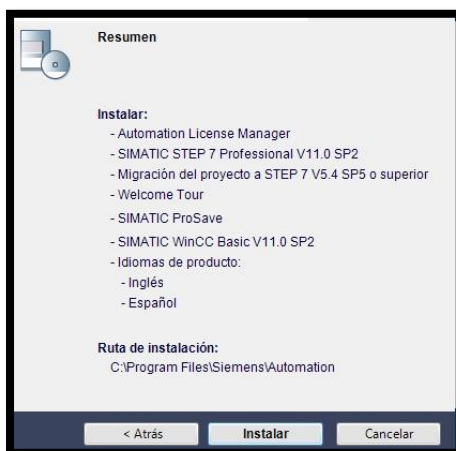 Resumen
Instalar:
- Automation License Manager
- SIMATIC STEP 7 Professional V11.0 SP2
- Migración del proyecto a STEP 7 V5.4 SP5 o superior
- Welcome Tour
- SIMATIC ProSave
- SIMATIC WinCC Basic V11.0 SP2
- Idiomas de producto:
- Inglés
- Español
Ruta de instalación:
C:\Program Files\Siemens\Automation
< Atrás Instalar Cancelar